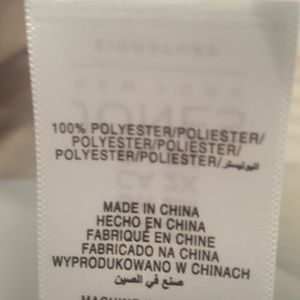 100% POLYESTER/POLIESTER/
POLYESTER/POLIESTER/
POLYESTER/POLIESTER/البوليستر
MADE IN CHINA
HECHO EN CHINA
FABRIQUÉ EN CHINE
FABRICADO NA CHINA
WYPRODUKOWANO W CHINACH
صنع في الصين